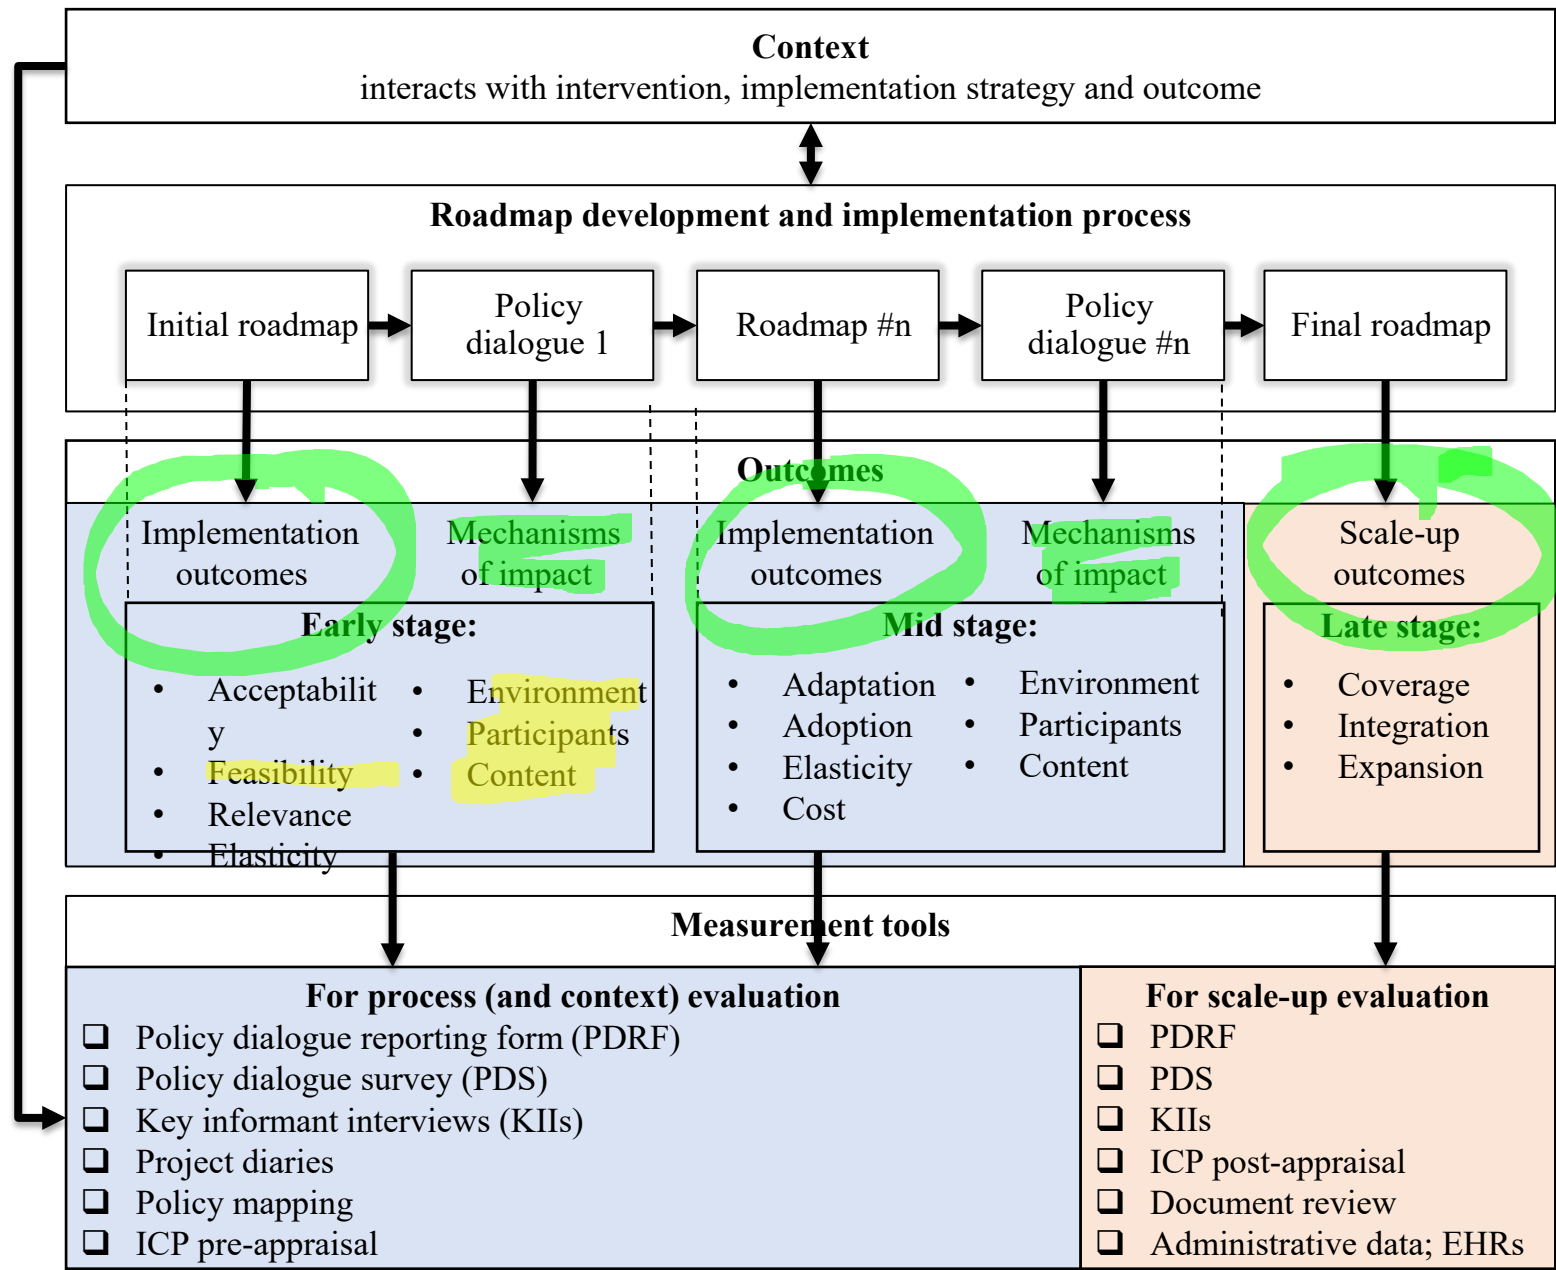 Context
interacts with intervention, implementation strategy and outcome
Roadmap development and implementation process
Initial roadmap
Policy
dialogue 1
Roadmap #n
Policy
dialogue #n
Final roadmap
Outcomes
Implementation
outcomes
Mechanisms
of impact
Implementation
outcomes
Mechanisms
of impact
Scale-up
outcomes
Early stage:
• Acceptabilit
y
• Feasibility
• Relevance
• Elasticity
• Environment
• Participants
• Content
Mid stage:
• Adaptation
• Adoption
• Elasticity
• Cost
• Environment
• Participants
• Content
Late stage:
• Coverage
• Integration
• Expansion
Measurement tools
For process (and context) evaluation
❑ Policy dialogue reporting form (PDRF)
❑ Policy dialogue survey (PDS)
❑ Key informant interviews (KIIs)
❑ Project diaries
❑ Policy mapping
❑ ICP pre-appraisal
For scale-up evaluation
❑ PDRF
❑ PDS
❑ KIIs
❑ ICP post-appraisal
❑ Document review
❑ Administrative data; EHRs